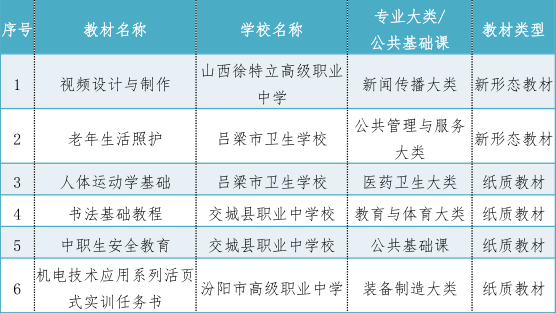 序号 教材名称 学校名称 专业大类/
公共基础课 教材类型
1 视频设计与制作 山西徐特立高级职业
中学 新闻传播大类 新形态教材
2 老年生活照护 吕梁市卫生学校 公共管理与服务
大类 新形态教材
3 人体运动学基础 吕梁市卫生学校 医药卫生大类 纸质教材
4 书法基础教程 交城县职业中学校 教育与体育大类 纸质教材
5 中职生安全教育 交城县职业中学校 公共基础课 纸质教材
6 机电技术应用系列活页
式实训任务书 汾阳市高级职业中学 装备制造大类 纸质教材